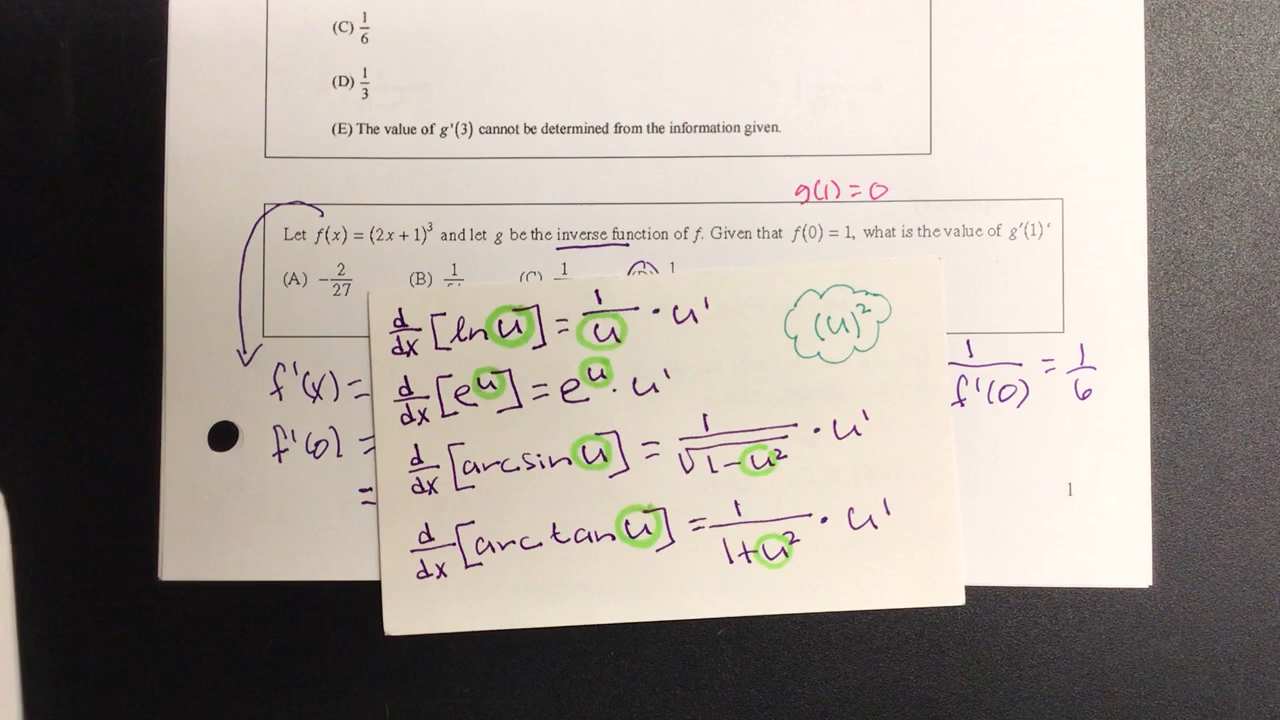 (C) 1/6
(D) 1/3
(E) The value of g'(3) cannot be determined from the information given.
g(1) = 0
Let f(x) = (2x + 1)³ and let g be the inverse function of f. Given that f(0) = 1, what is the value of g'(1)
(A) −2/27 (B) 1 (C) 1 1
d/dx [ln u] = 1/u · u'
(u)²
d/dx [e^u] = e^u · u'
d/dx [arcsin u] = 1/√(1−u²) · u'
d/dx [arctan u] = 1/(1+u²) · u'
f'(x) =
f'(0) =
=
1/f'(0) = 1/6
1